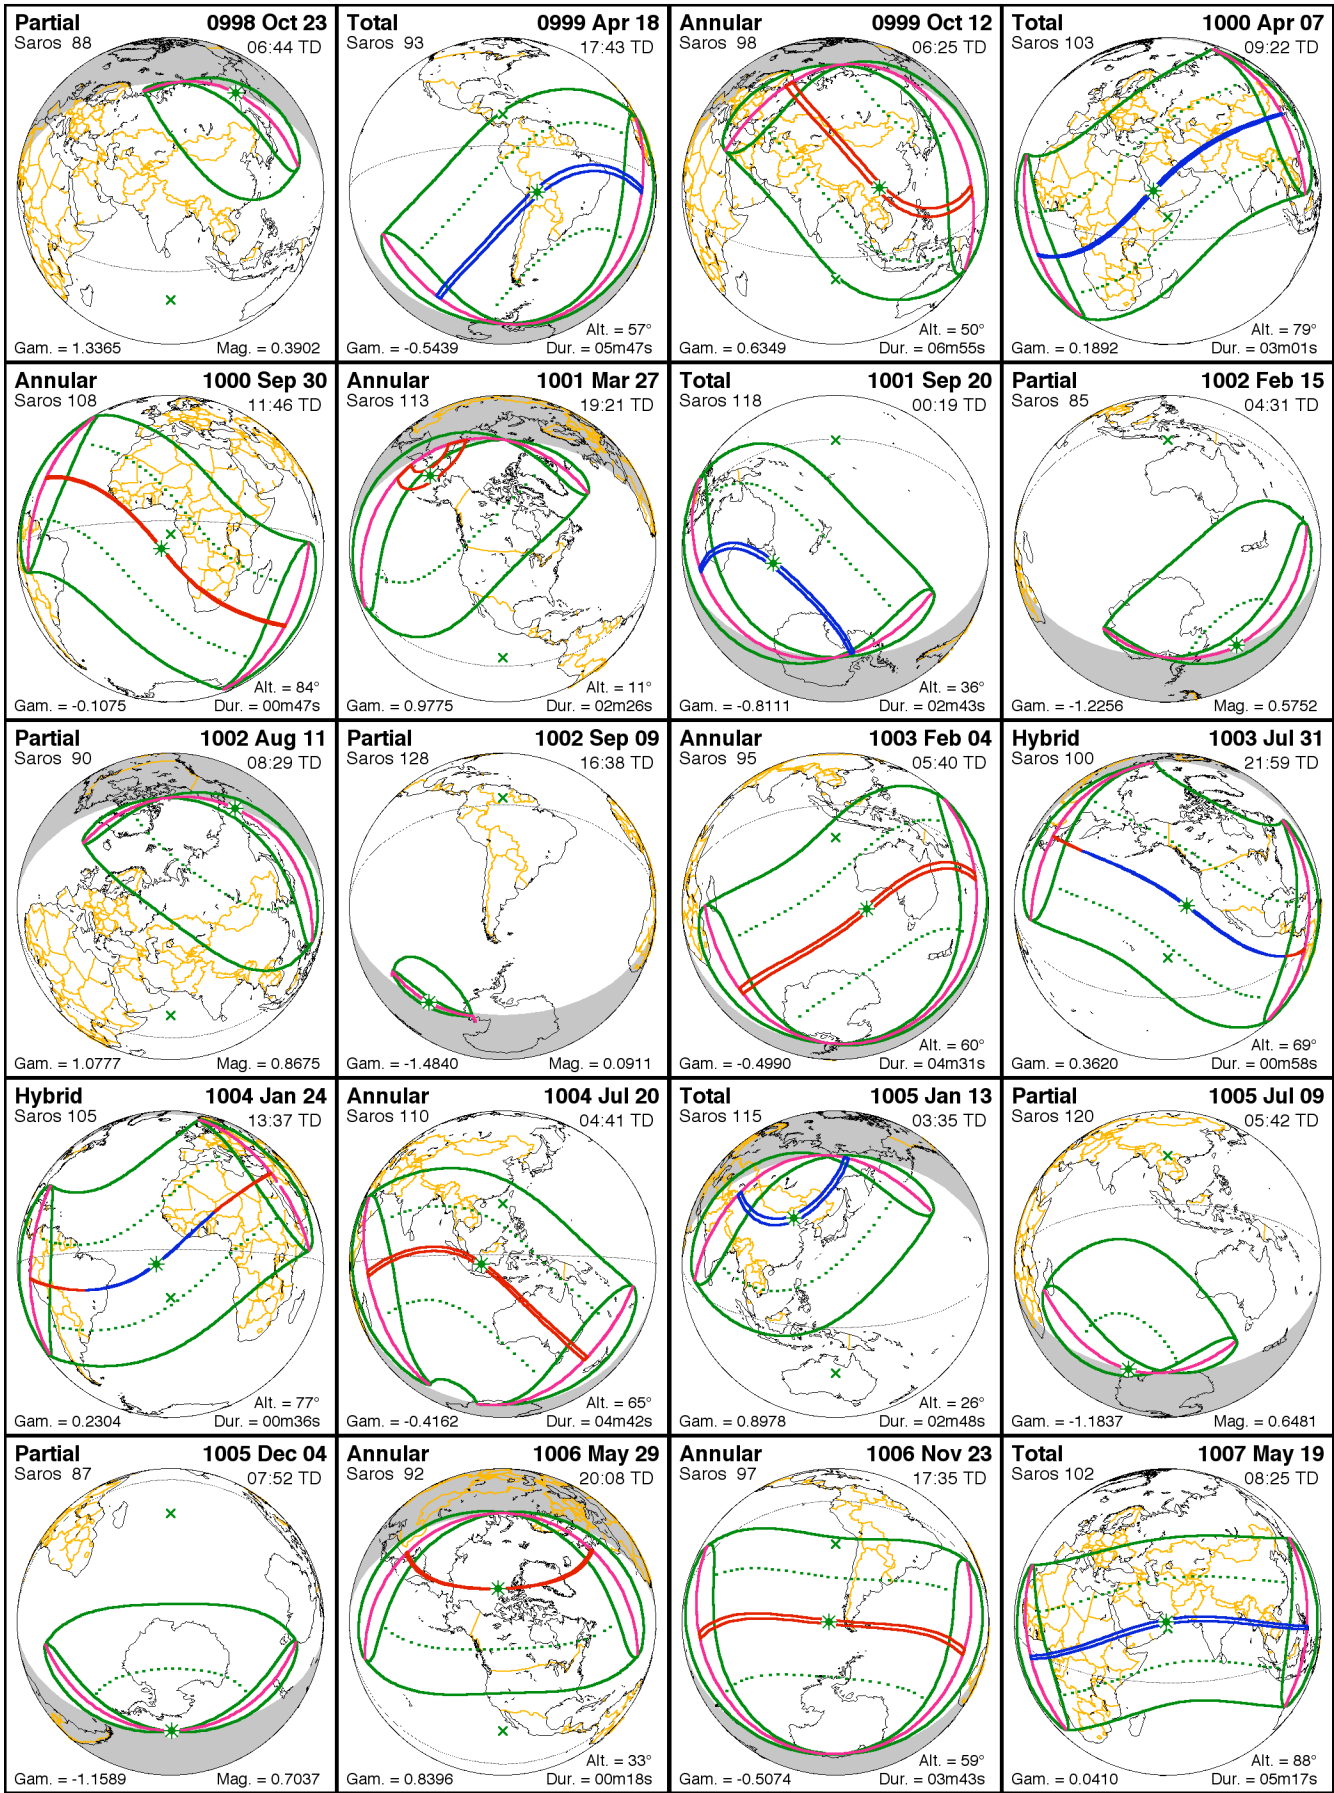 Partial 0998 Oct 23
Saros 88 06:44 TD
Gam. = 1.3365 Mag. = 0.3902
Total 0999 Apr 18
Saros 93 17:43 TD
Alt. = 57°
Gam. = -0.5439 Dur. = 05m47s
Annular 0999 Oct 12
Saros 98 06:25 TD
Alt. = 50°
Gam. = 0.6349 Dur. = 06m55s
Total 1000 Apr 07
Saros 103 09:22 TD
Alt. = 79°
Gam. = 0.1892 Dur. = 03m01s
Annular 1000 Sep 30
Saros 108 11:46 TD
Alt. = 84°
Gam. = -0.1075 Dur. = 00m47s
Annular 1001 Mar 27
Saros 113 19:21 TD
Alt. = 11°
Gam. = 0.9775 Dur. = 02m26s
Total 1001 Sep 20
Saros 118 00:19 TD
Alt. = 36°
Gam. = -0.8111 Dur. = 02m43s
Partial 1002 Feb 15
Saros 85 04:31 TD
Gam. = -1.2256 Mag. = 0.5752
Partial 1002 Aug 11
Saros 90 08:29 TD
Gam. = 1.0777 Mag. = 0.8675
Partial 1002 Sep 09
Saros 128 16:38 TD
Gam. = -1.4840 Mag. = 0.0911
Annular 1003 Feb 04
Saros 95 05:40 TD
Alt. = 60°
Gam. = -0.4990 Dur. = 04m31s
Hybrid 1003 Jul 31
Saros 100 21:59 TD
Alt. = 69°
Gam. = 0.3620 Dur. = 00m58s
Hybrid 1004 Jan 24
Saros 105 13:37 TD
Alt. = 77°
Gam. = 0.2304 Dur. = 00m36s
Annular 1004 Jul 20
Saros 110 04:41 TD
Alt. = 65°
Gam. = -0.4162 Dur. = 04m42s
Total 1005 Jan 13
Saros 115 03:35 TD
Alt. = 26°
Gam. = 0.8978 Dur. = 02m48s
Partial 1005 Jul 09
Saros 120 05:42 TD
Gam. = -1.1837 Mag. = 0.6481
Partial 1005 Dec 04
Saros 87 07:52 TD
Gam. = -1.1589 Mag. = 0.7037
Annular 1006 May 29
Saros 92 20:08 TD
Alt. = 33°
Gam. = 0.8396 Dur. = 00m18s
Annular 1006 Nov 23
Saros 97 17:35 TD
Alt. = 59°
Gam. = -0.5074 Dur. = 03m43s
Total 1007 May 19
Saros 102 08:25 TD
Alt. = 88°
Gam. = 0.0410 Dur. = 05m17s